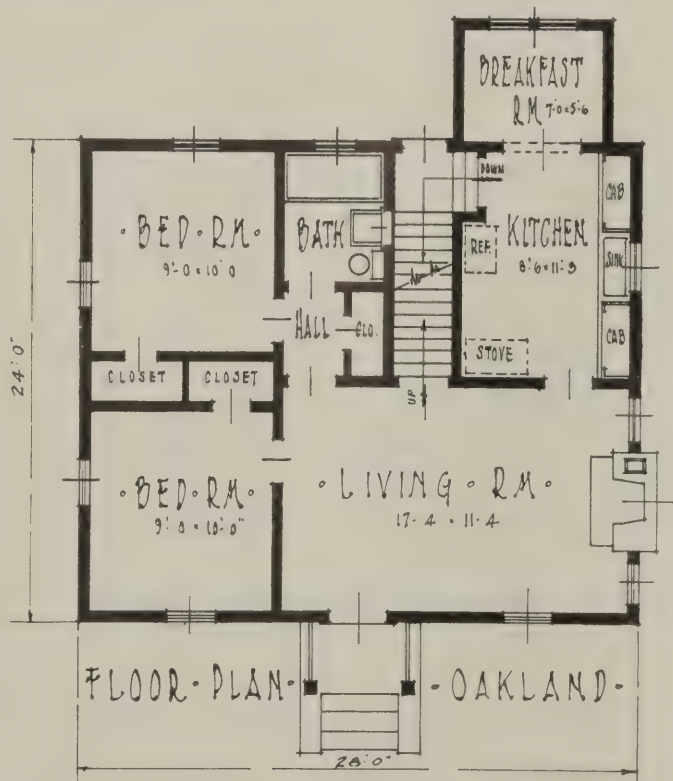 BREAKFAST
RM 7'-0 x 5'-6
DOWN
CAB
· BED · RM ·
9'-0 x 10'-0
BATH
KITCHEN
8'-6 x 11'-3
REF.
SINK
HALL
CLO.
CAB
STOVE
CLOSET
CLOSET
UP
24'-0"
· BED · RM ·
9'-0 x 10'-0"
· LIVING · RM ·
17-4 x 11-4
FLOOR · PLAN ·
· OAKLAND ·
28'-0"